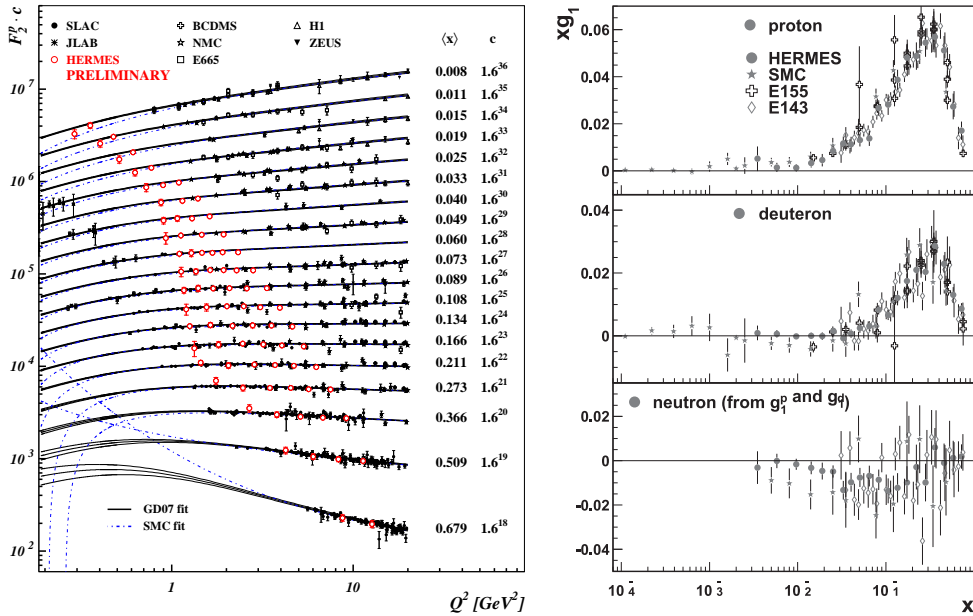 F₂ᵖ · c
SLAC
JLAB
HERMES
PRELIMINARY
BCDMS
NMC
E665
H1
ZEUS
⟨x⟩ c
0.008 1.6³⁶
0.011 1.6³⁵
0.015 1.6³⁴
0.019 1.6³³
0.025 1.6³²
0.033 1.6³¹
0.040 1.6³⁰
0.049 1.6²⁹
0.060 1.6²⁸
0.073 1.6²⁷
0.089 1.6²⁶
0.108 1.6²⁵
0.134 1.6²⁴
0.166 1.6²³
0.211 1.6²²
0.273 1.6²¹
0.366 1.6²⁰
0.509 1.6¹⁹
0.679 1.6¹⁸
10⁷
10⁶
10⁵
10⁴
10³
10²
GD07 fit
SMC fit
1 10
Q² [GeV²]
xg₁
proton
HERMES
SMC
E155
E143
0.06
0.04
0.02
0
deuteron
0.04
0.02
0
neutron (from g₁ᵖ and g₁ᵈ)
0.02
0
-0.02
-0.04
10⁻⁴ 10⁻³ 10⁻² 10⁻¹
x